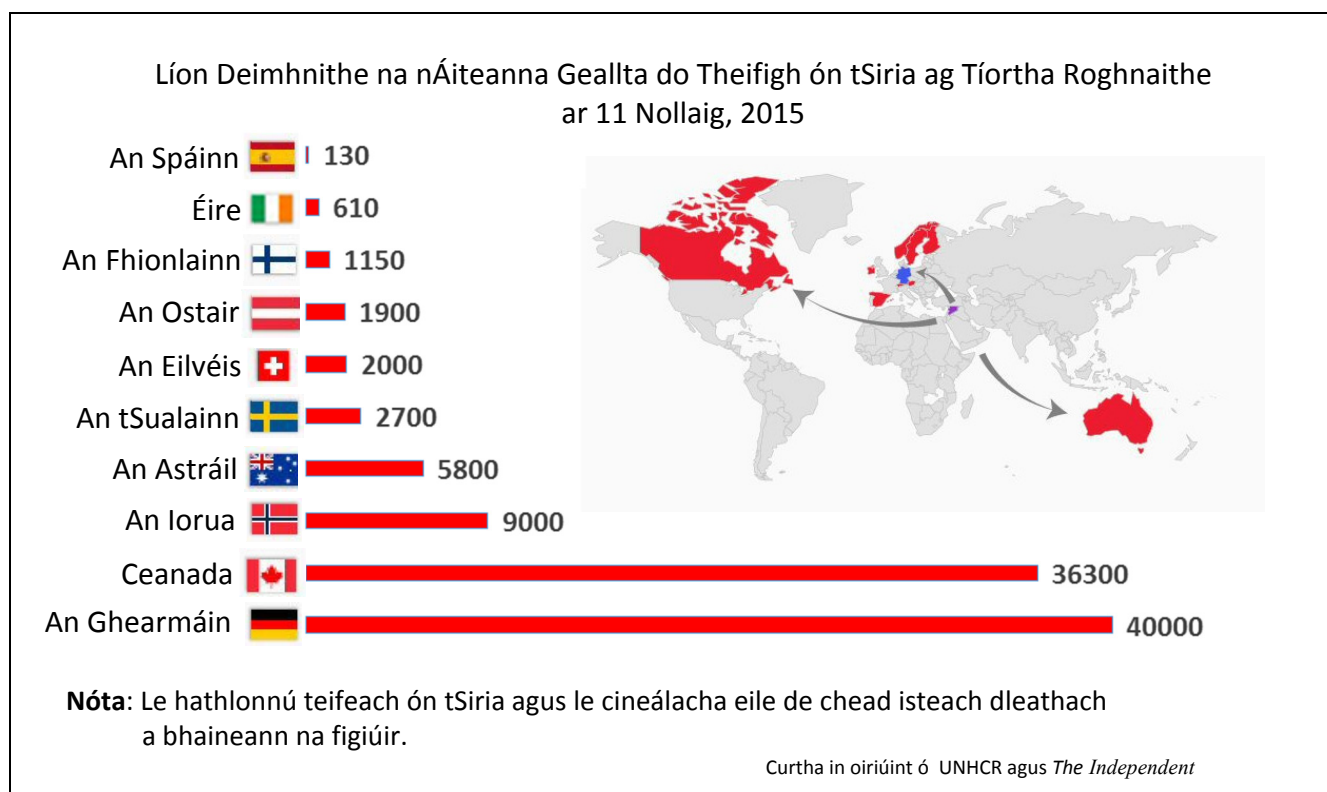 Líon Deimhnithe na nÁiteanna Geallta do Theifigh ón tSiria ag Tíortha Roghnaithe
ar 11 Nollaig, 2015
An Spáinn 130
Éire 610
An Fhionlainn 1150
An Ostair 1900
An Eilvéis 2000
An tSualainn 2700
An Astráil 5800
An Iorua 9000
Ceanada 36300
An Ghearmáin 40000
Nóta: Le hathlonnú teifeach ón tSiria agus le cineálacha eile de chead isteach dleathach
a bhaineann na figiúir.
Curtha in oiriúint ó UNHCR agus The Independent